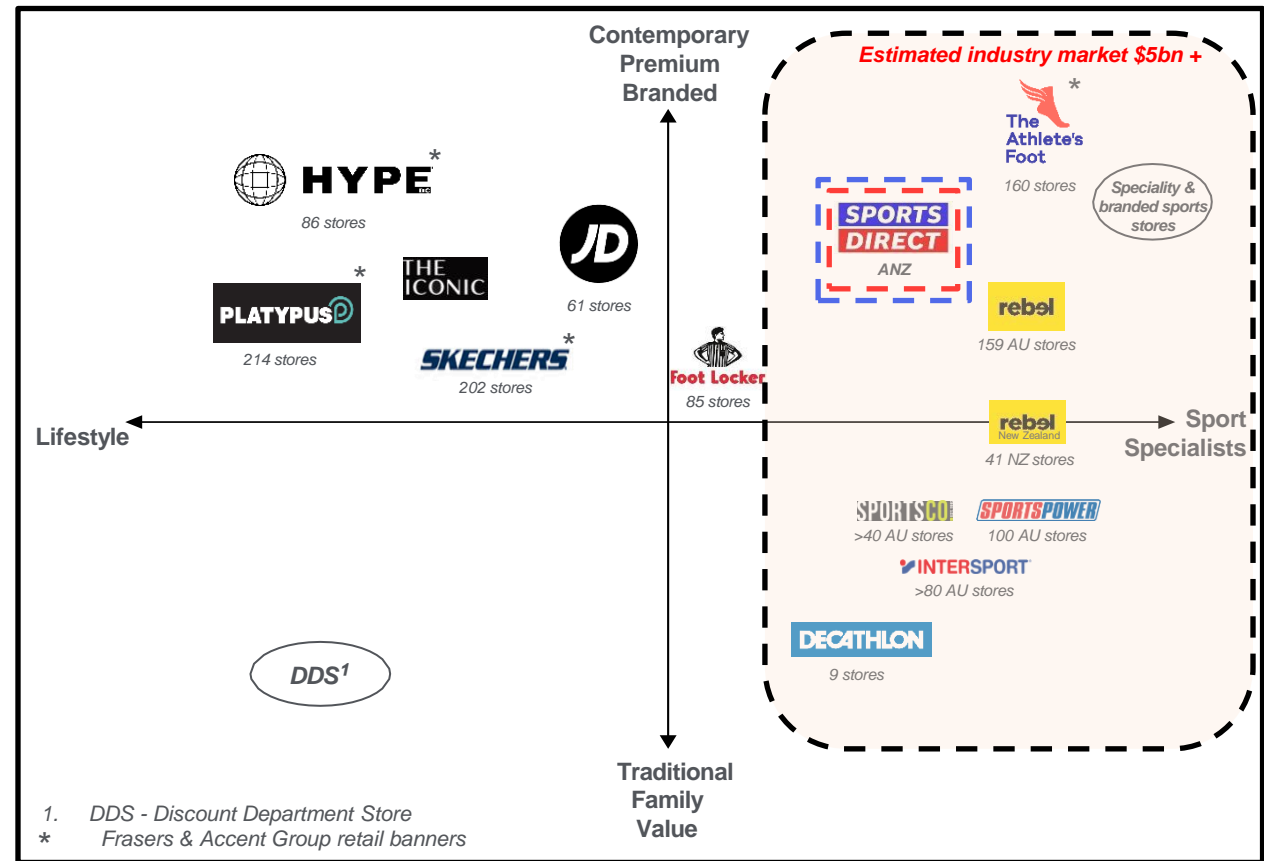 Contemporary
Premium
Branded
Estimated industry market $5bn +
*
The
Athlete's
Foot
160 stores
Speciality &
branded sports
stores
HYPE
*
86 stores
JD
61 stores
THE
ICONIC
SPORTS
DIRECT
ANZ
PLATYPUS
*
214 stores
SKECHERS
*
202 stores
Foot Locker
85 stores
rebel
159 AU stores
Lifestyle
rebel
New Zealand
41 NZ stores
Sport
Specialists
SPORTSCO
>40 AU stores
SPORTSPOWER
100 AU stores
INTERSPORT
>80 AU stores
DECATHLON
9 stores
DDS¹
Traditional
Family
Value
1. DDS - Discount Department Store
* Frasers & Accent Group retail banners